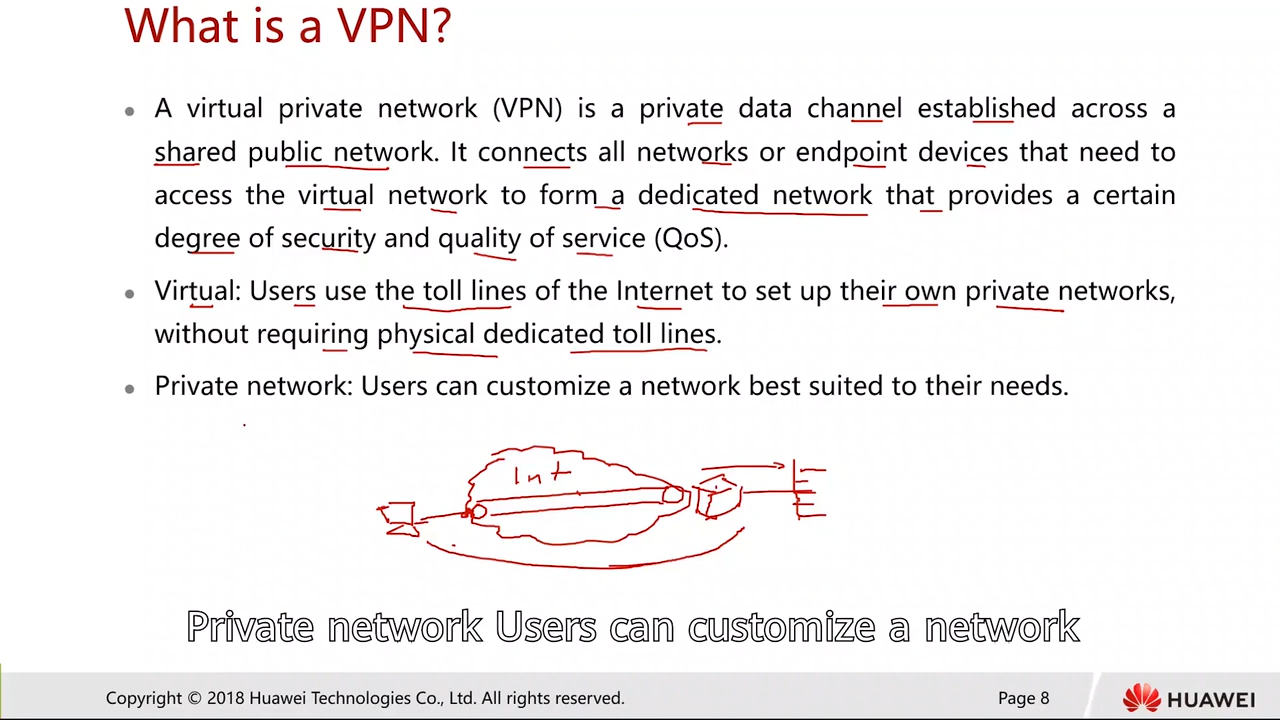 What is a VPN?
A virtual private network (VPN) is a private data channel established across a
shared public network. It connects all networks or endpoint devices that need to
access the virtual network to form a dedicated network that provides a certain
degree of security and quality of service (QoS).
Virtual: Users use the toll lines of the Internet to set up their own private networks,
without requiring physical dedicated toll lines.
Private network: Users can customize a network best suited to their needs.
Int
Private network Users can customize a network
Copyright © 2018 Huawei Technologies Co., Ltd. All rights reserved.
Page 8
HUAWEI